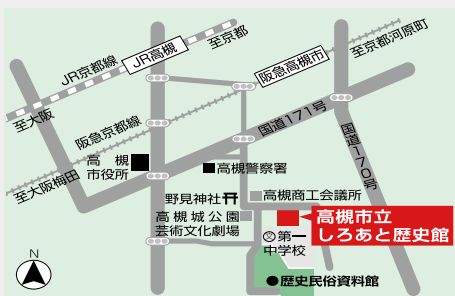 至京都
JR高槻
JR京都線
至大阪
至京都河原町
阪急高槻市
阪急京都線
至大阪梅田
国道171号
国道170号
高槻
市役所
高槻警察署
野見神社
高槻商工会議所
高槻城公園
芸術文化劇場
高槻市立
しろあと歴史館
文
第一
中学校
歴史民俗資料館
N